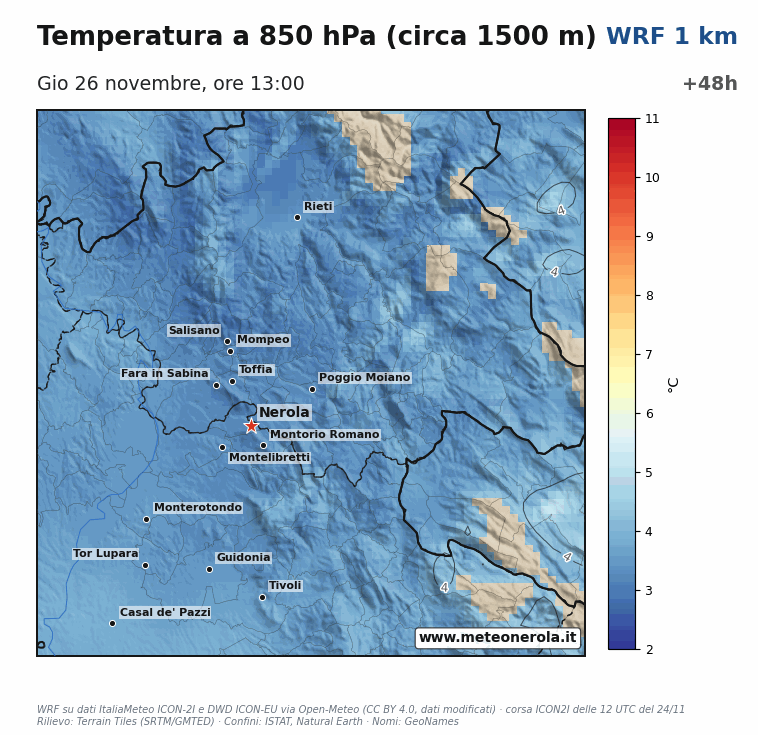 Temperatura a 850 hPa (circa 1500 m) WRF 1 km
Gio 26 novembre, ore 13:00 +48h
Rieti
4
4
Salisano
Mompeo
Toffia
Fara in Sabina
Poggio Moiano
Nerola
Montorio Romano
Montelibretti
Monterotondo
Tor Lupara
Guidonia
4
4
Tivoli
Casal de' Pazzi
www.meteonerola.it
11
10
9
8
7
6
5
4
3
2
°C
WRF su dati ItaliaMeteo ICON-2I e DWD ICON-EU via Open-Meteo (CC BY 4.0, dati modificati) · corsa ICON2I delle 12 UTC del 24/11
Rilievo: Terrain Tiles (SRTM/GMTED) · Confini: ISTAT, Natural Earth · Nomi: GeoNames